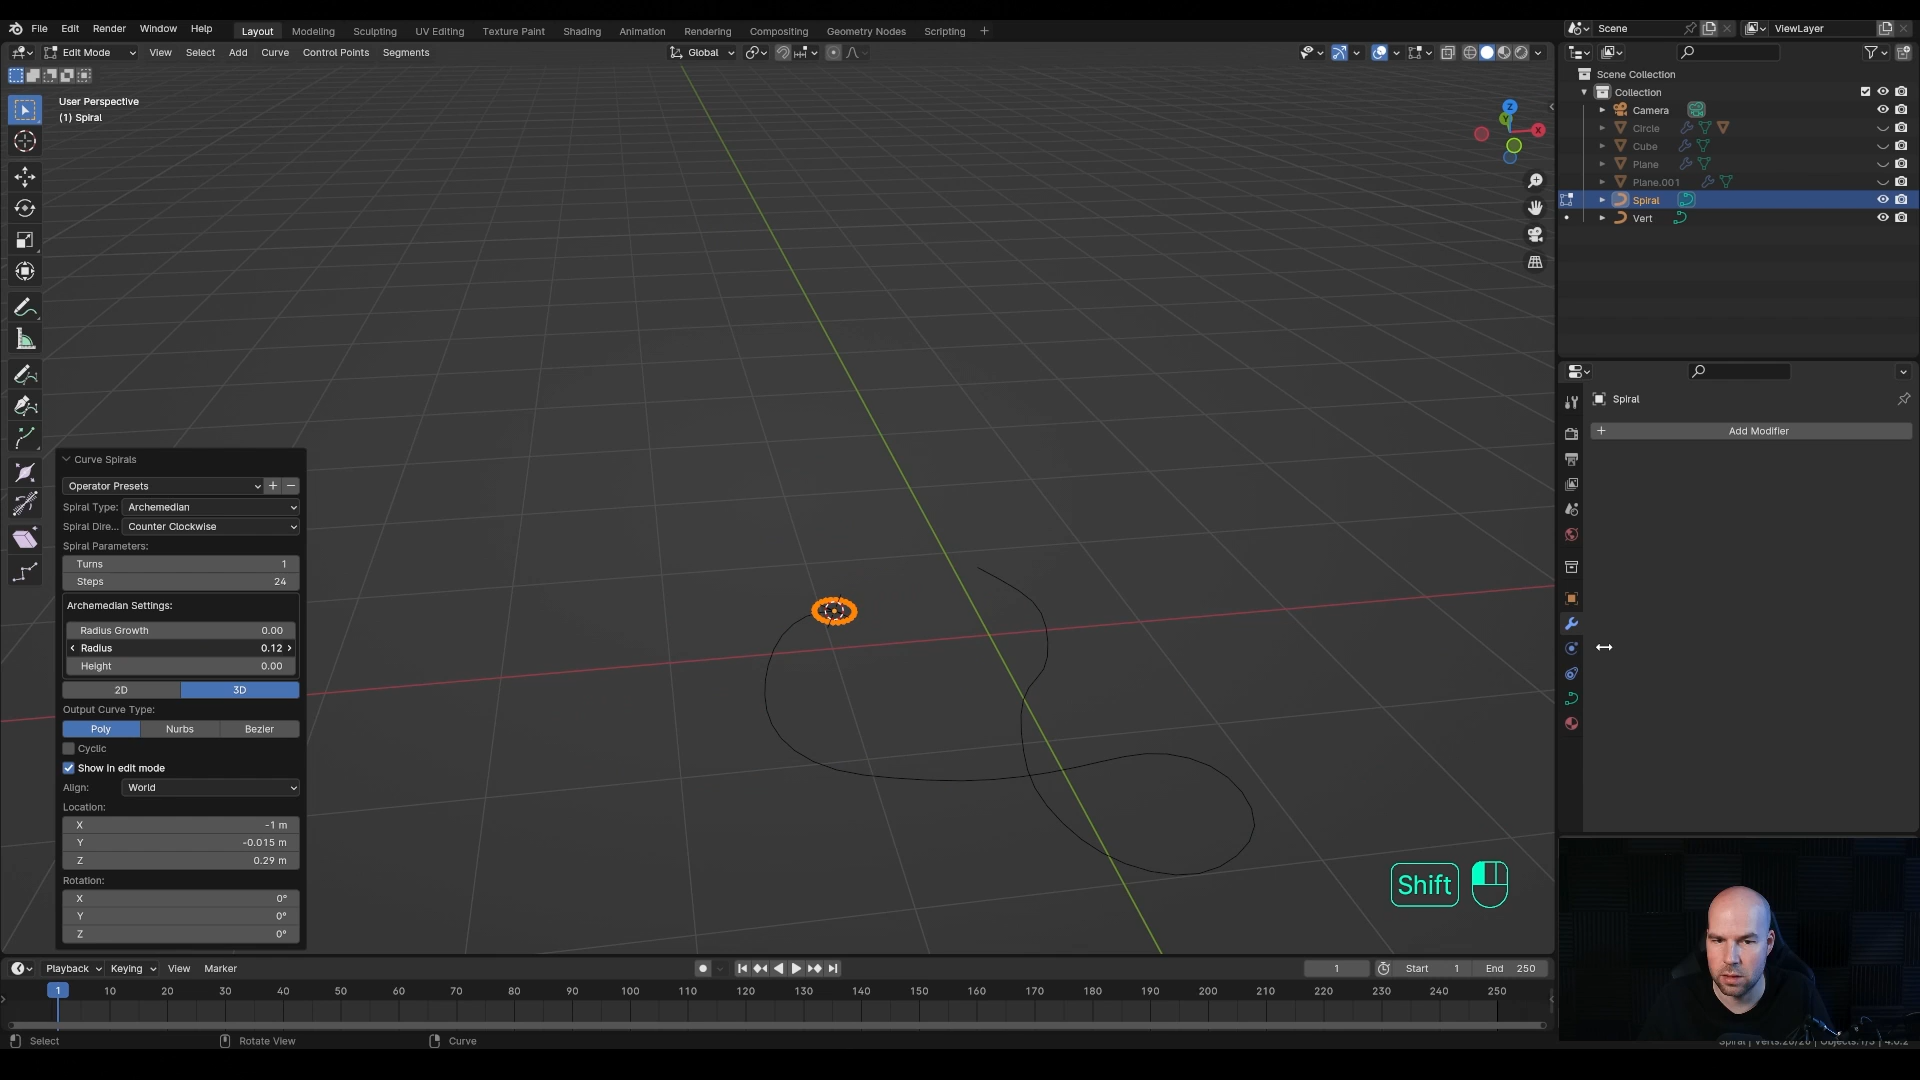 File Edit Render Window Help Layout Modeling Sculpting UV Editing Texture Paint Shading Animation Rendering Compositing Geometry Nodes Scripting + Scene ViewLayer
Edit Mode View Select Add Curve Control Points Segments Global
User Perspective
(1) Spiral
Scene Collection
Collection
Camera
Circle
Cube
Plane
Plane.001
Spiral
Vert
Z
Y
X
Spiral
+ Add Modifier
Curve Spirals
Operator Presets + −
Spiral Type: Archemedian
Spiral Dire... Counter Clockwise
Spiral Parameters:
Turns 1
Steps 24
Archemedian Settings:
Radius Growth 0.00
Radius 0.12
Height 0.00
2D 3D
Output Curve Type:
Poly Nurbs Bezier
Cyclic
Show in edit mode
Align: World
Location:
X -1 m
Y -0.015 m
Z 0.29 m
Rotation:
X 0°
Y 0°
Z 0°
Shift
Playback Keying View Marker 1 Start 1 End 250
1 10 20 30 40 50 60 70 80 90 100 110 120 130 140 150 160 170 180 190 200 210 220 230 240 250
Select Rotate View Curve